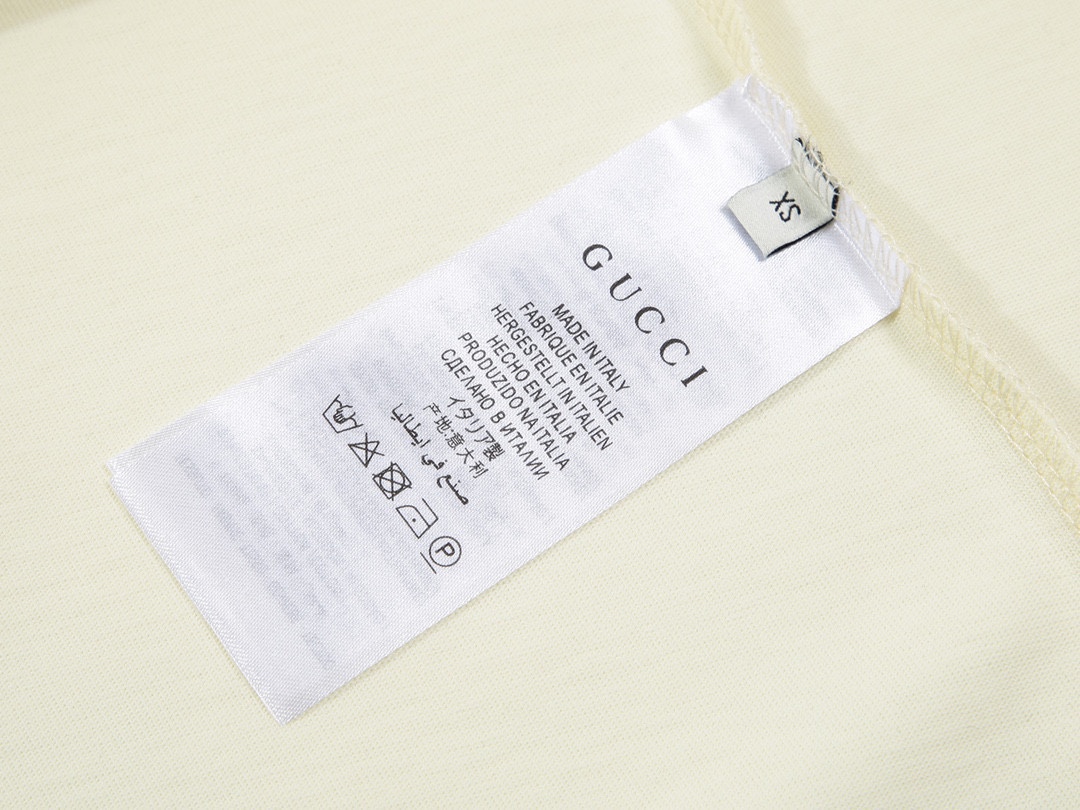 XS
GUCCI
MADE IN ITALY
FABRIQUE EN ITALIE
HERGESTELLT IN ITALIEN
HECHO EN ITALIA
PRODUZIDO NA ITALIA
СДЕЛАНО В ИТАЛИИ
イタリア製
产地:意大利
صنع في ايطاليا
P